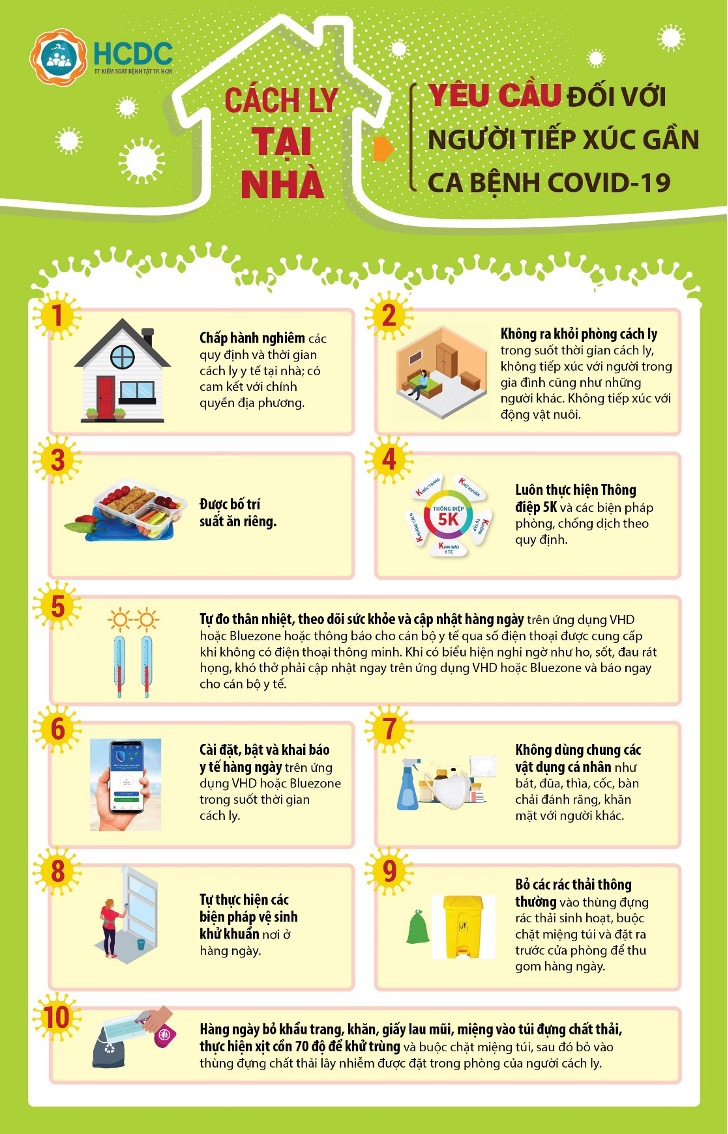 HCDC
TT KIỂM SOÁT BỆNH TẬT TP. HCM
CÁCH LY
TẠI
NHÀ
YÊU CẦU ĐỐI VỚI
NGƯỜI TIẾP XÚC GẦN
CA BỆNH COVID-19
1
Chấp hành nghiêm các
quy định và thời gian
cách ly y tế tại nhà; có
cam kết với chính
quyền địa phương.
2
Không ra khỏi phòng cách ly
trong suốt thời gian cách ly,
không tiếp xúc với người trong
gia đình cũng như những
người khác. Không tiếp xúc với
động vật nuôi.
3
Được bố trí
suất ăn riêng.
4
KHẨU TRANG
KHỬ KHUẨN
KHOẢNG CÁCH
THÔNG ĐIỆP
5K
KHAI BÁO
Y TẾ
Luôn thực hiện Thông
điệp 5K và các biện pháp
phòng, chống dịch theo
quy định.
5
Tự đo thân nhiệt, theo dõi sức khỏe và cập nhật hàng ngày trên ứng dụng VHD
hoặc Bluezone hoặc thông báo cho cán bộ y tế qua số điện thoại được cung cấp
khi không có điện thoại thông minh. Khi có biểu hiện nghi ngờ như ho, sốt, đau rát
họng, khó thở phải cập nhật ngay trên ứng dụng VHD hoặc Bluezone và báo ngay
cho cán bộ y tế.
6
Cài đặt, bật và khai báo
y tế hàng ngày trên ứng
dụng VHD hoặc Bluezone
trong suốt thời gian
cách ly.
7
Không dùng chung các
vật dụng cá nhân như
bát, đũa, thìa, cốc, bàn
chải đánh răng, khăn
mặt với người khác.
8
Tự thực hiện các
biện pháp vệ sinh
khử khuẩn nơi ở
hàng ngày.
9
Bỏ các rác thải thông
thường vào thùng đựng
rác thải sinh hoạt, buộc
chặt miệng túi và đặt ra
trước cửa phòng để thu
gom hàng ngày.
10
Hàng ngày bỏ khẩu trang, khăn, giấy lau mũi, miệng vào túi đựng chất thải,
thực hiện xịt cồn 70 độ để khử trùng và buộc chặt miệng túi, sau đó bỏ vào
thùng đựng chất thải lây nhiễm được đặt trong phòng của người cách ly.